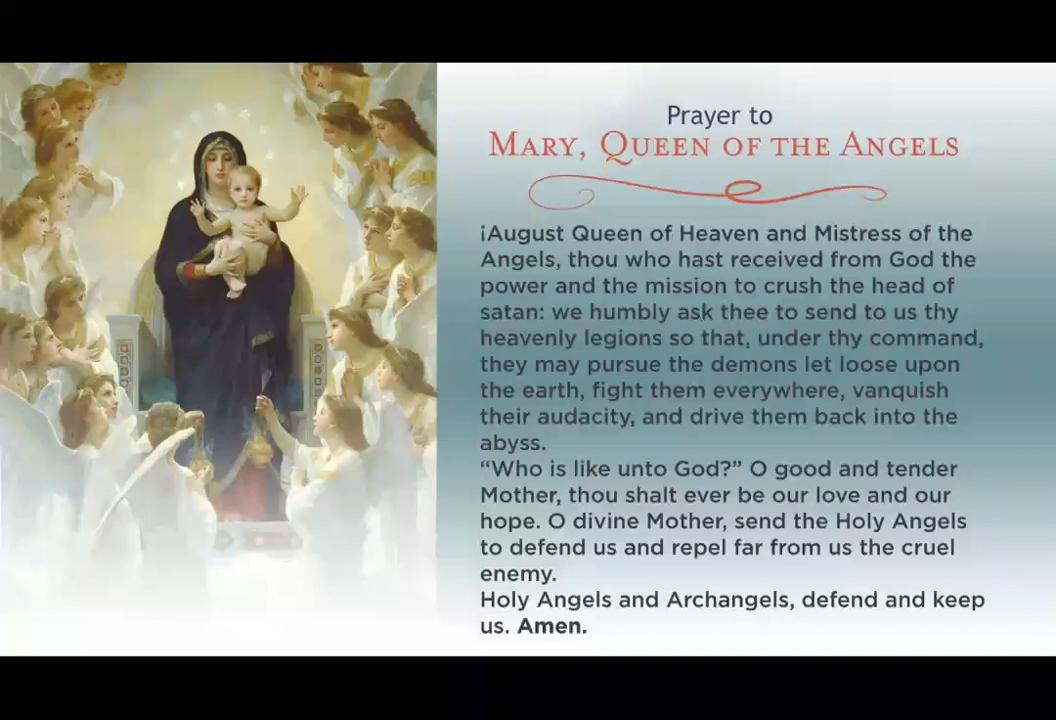 Prayer to
MARY, QUEEN OF THE ANGELS
¡August Queen of Heaven and Mistress of the
Angels, thou who hast received from God the
power and the mission to crush the head of
satan: we humbly ask thee to send to us thy
heavenly legions so that, under thy command,
they may pursue the demons let loose upon
the earth, fight them everywhere, vanquish
their audacity, and drive them back into the
abyss.
“Who is like unto God?” O good and tender
Mother, thou shalt ever be our love and our
hope. O divine Mother, send the Holy Angels
to defend us and repel far from us the cruel
enemy.
Holy Angels and Archangels, defend and keep
us. Amen.